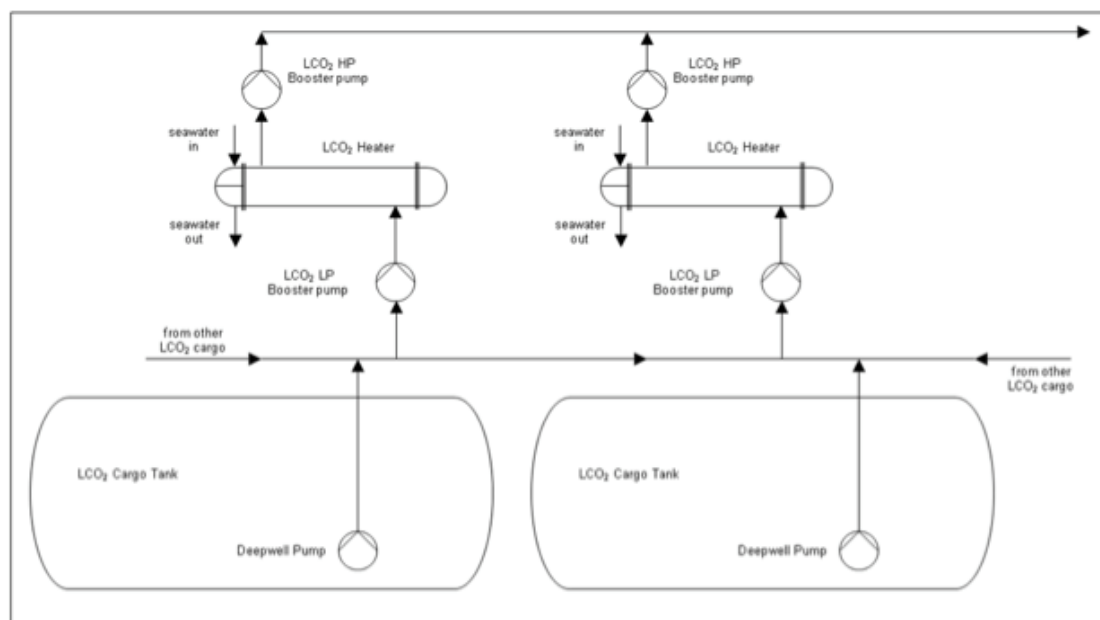 LCO₂ HP
Booster pump
LCO₂ HP
Booster pump
seawater
in
LCO₂ Heater
seawater
in
LCO₂ Heater
seawater
out
seawater
out
LCO₂ LP
Booster pump
LCO₂ LP
Booster pump
from other
LCO₂ cargo
from other
LCO₂ cargo
LCO₂ Cargo Tank
LCO₂ Cargo Tank
Deepwell Pump
Deepwell Pump